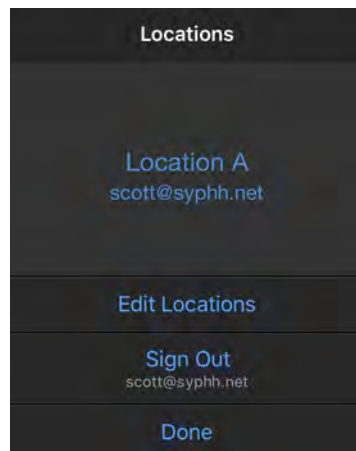 Locations
Location A
scott@syphh.net
Edit Locations
Sign Out
scott@syphh.net
Done